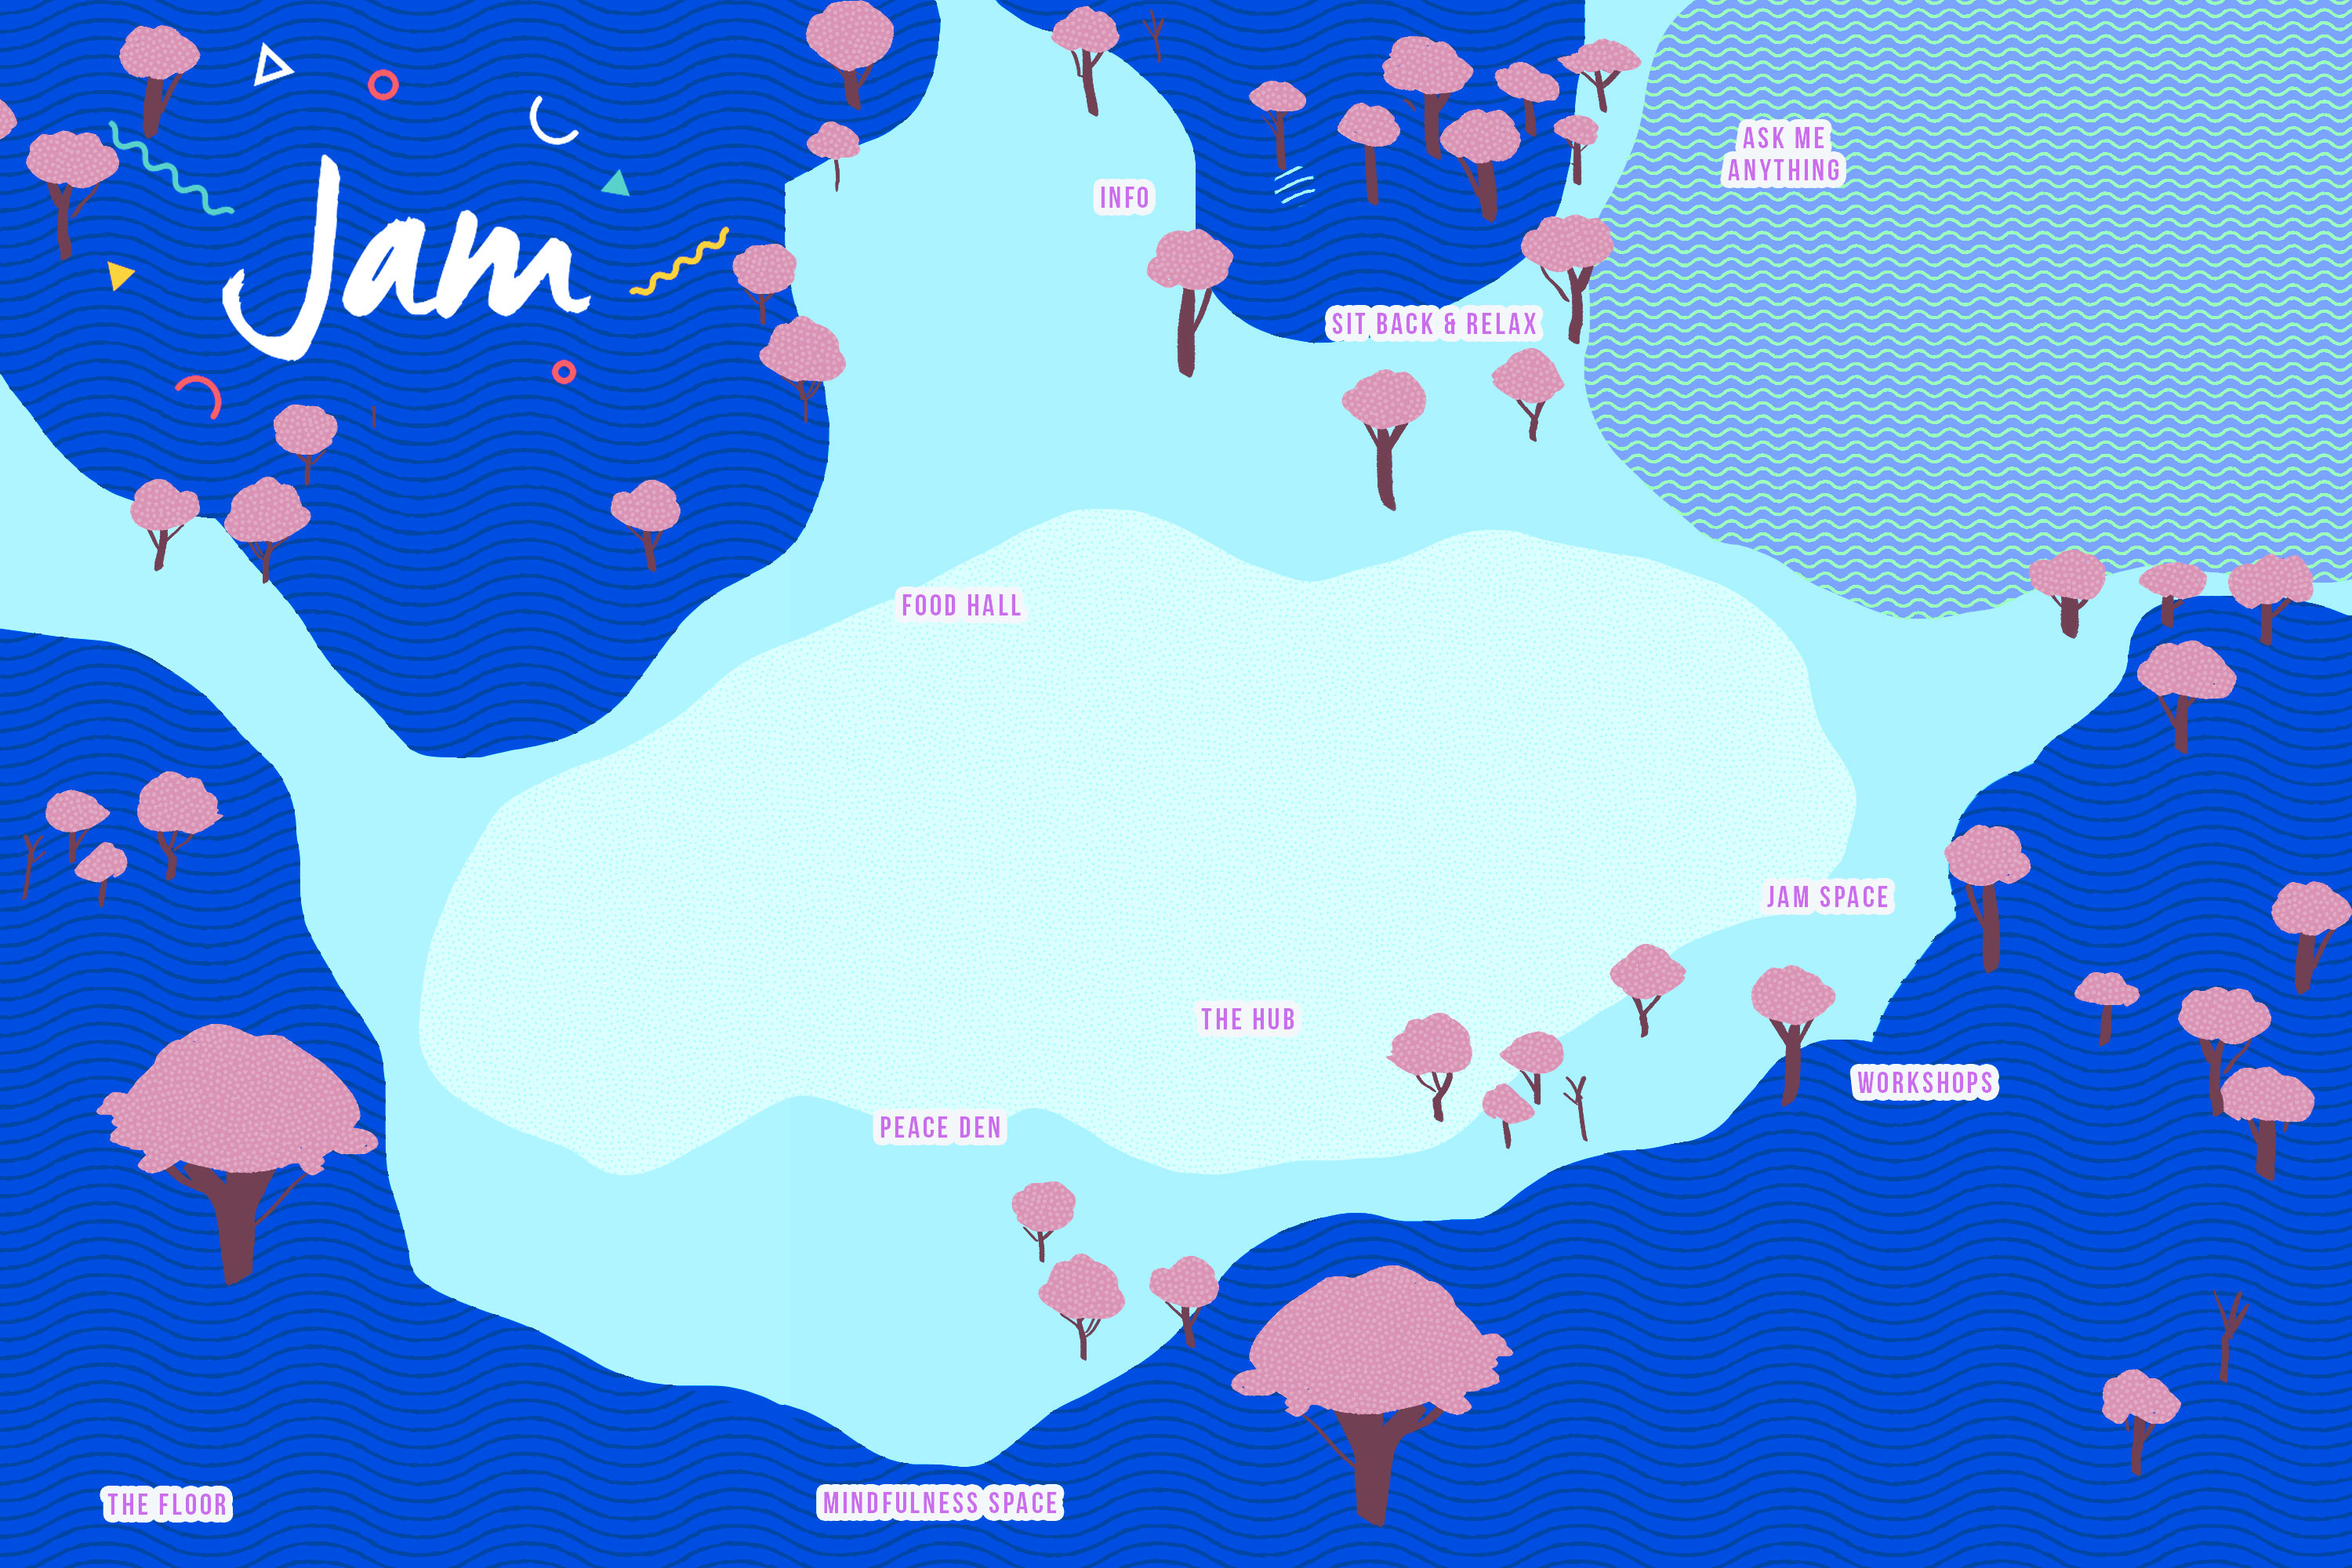 Jam
ASK ME
ANYTHING
INFO
SIT BACK & RELAX
FOOD HALL
JAM SPACE
THE HUB
WORKSHOPS
PEACE DEN
THE FLOOR
MINDFULNESS SPACE